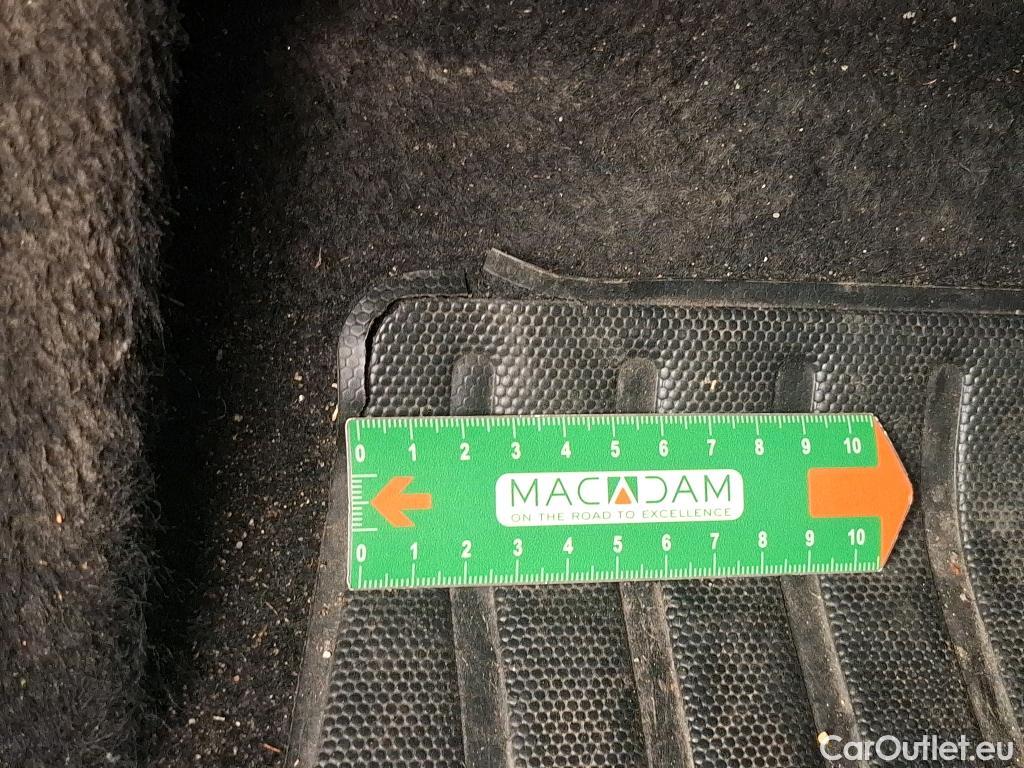 0 1 2 3 4 5 6 7 8 9 10
MACADAM
ON THE ROAD TO EXCELLENCE
0 1 2 3 4 5 6 7 8 9 10
CarOutlet.eu